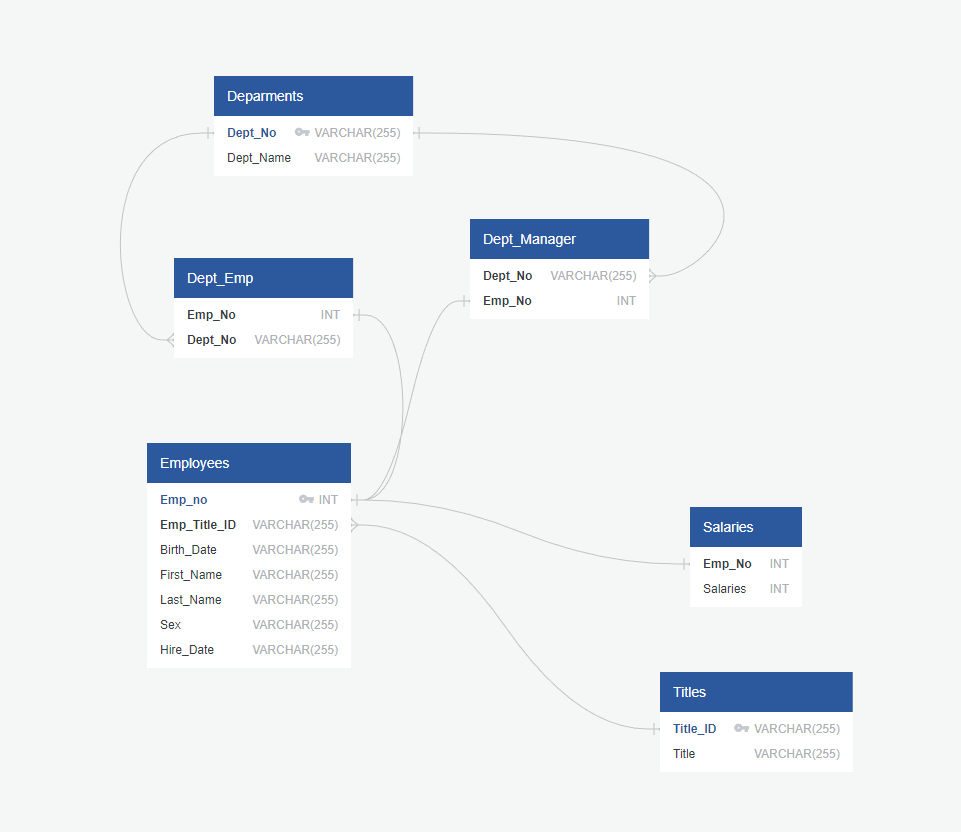 Deparments
Dept_No VARCHAR(255)
Dept_Name VARCHAR(255)
Dept_Manager
Dept_No VARCHAR(255)
Emp_No INT
Dept_Emp
Emp_No INT
Dept_No VARCHAR(255)
Employees
Emp_no INT
Emp_Title_ID VARCHAR(255)
Birth_Date VARCHAR(255)
First_Name VARCHAR(255)
Last_Name VARCHAR(255)
Sex VARCHAR(255)
Hire_Date VARCHAR(255)
Salaries
Emp_No INT
Salaries INT
Titles
Title_ID VARCHAR(255)
Title VARCHAR(255)